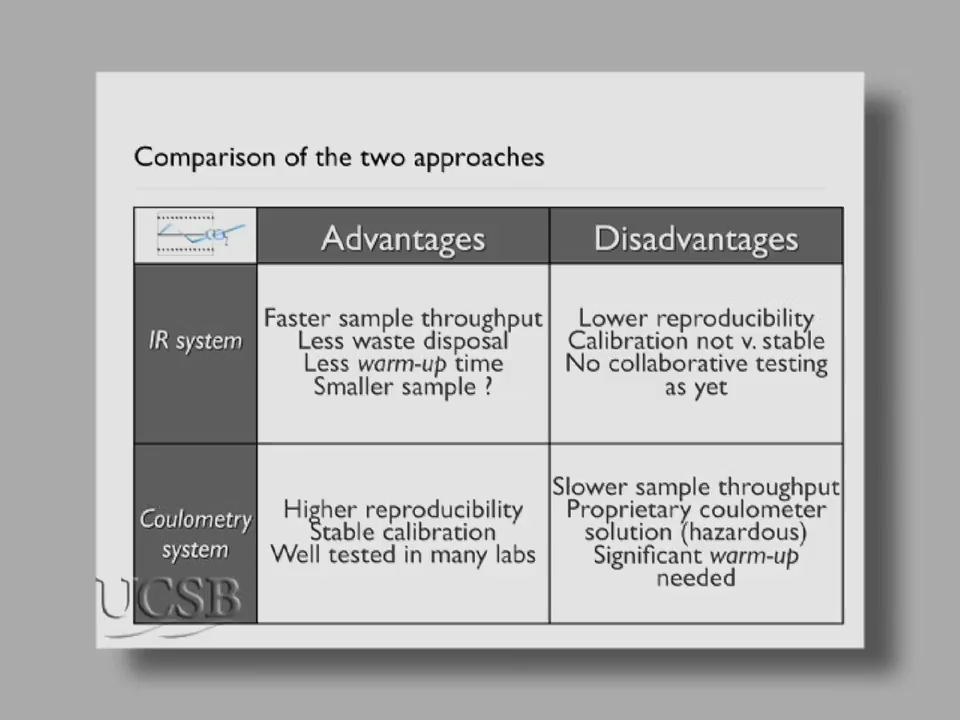 Comparison of the two approaches
Advantages
Disadvantages
IR system
Faster sample throughput
Less waste disposal
Less warm-up time
Smaller sample ?
Lower reproducibility
Calibration not v. stable
No collaborative testing
as yet
Coulometry
system
Higher reproducibility
Stable calibration
Well tested in many labs
Slower sample throughput
Proprietary coulometer
solution (hazardous)
Significant warm-up
needed
UCSB